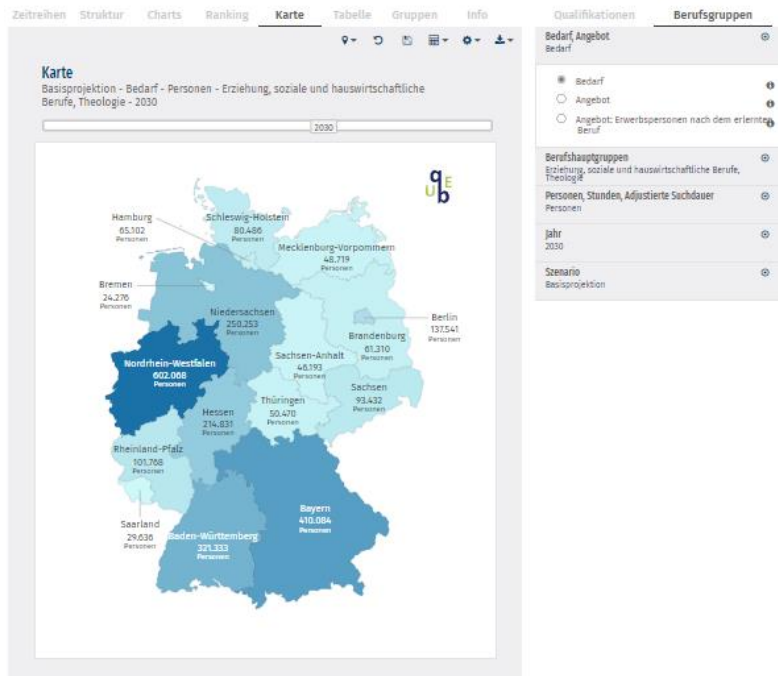 Zeitreihen Struktur Charts Ranking Karte Tabelle Gruppen Info
Qualifikationen Berufsgruppen
Karte
Basisprojektion - Bedarf - Personen - Erziehung, soziale und hauswirtschaftliche
Berufe, Theologie - 2030
2030
q
U E
b
Hamburg
65.102
Personen
Schleswig-Holstein
80.486
Personen
Mecklenburg-Vorpommern
48.719
Personen
Bremen
24.276
Personen
Niedersachsen
250.253
Personen
Berlin
137.541
Personen
Brandenburg
61.310
Personen
Sachsen-Anhalt
46.193
Personen
Nordrhein-Westfalen
602.068
Personen
Sachsen
93.432
Personen
Thüringen
50.470
Personen
Hessen
214.831
Personen
Rheinland-Pfalz
101.768
Personen
Saarland
29.636
Personen
Bayern
410.084
Personen
Baden-Württemberg
321.333
Personen
Bedarf, Angebot
Bedarf
Bedarf
Angebot
Angebot: Erwerbspersonen nach dem erlernten
Beruf
Berufshauptgruppen
Erziehung, soziale und hauswirtschaftliche Berufe,
Theologie
Personen, Stunden, Adjustierte Suchdauer
Personen
Jahr
2030
Szenario
Basisprojektion